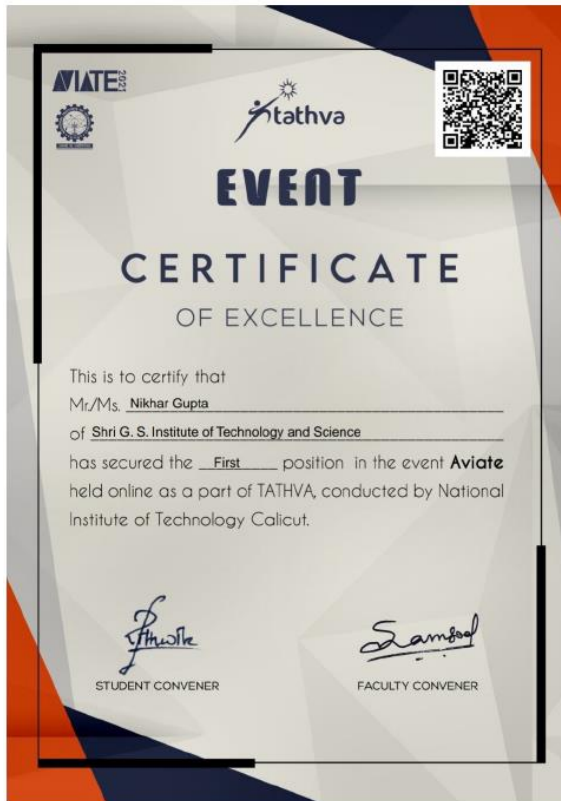 AVIATE 2021
tathva
EVENT
CERTIFICATE
OF EXCELLENCE
This is to certify that
Mr./Ms. Nikhar Gupta
of Shri G. S. Institute of Technology and Science
has secured the First position in the event Aviate
held online as a part of TATHVA, conducted by National
Institute of Technology Calicut.
STUDENT CONVENER
FACULTY CONVENER